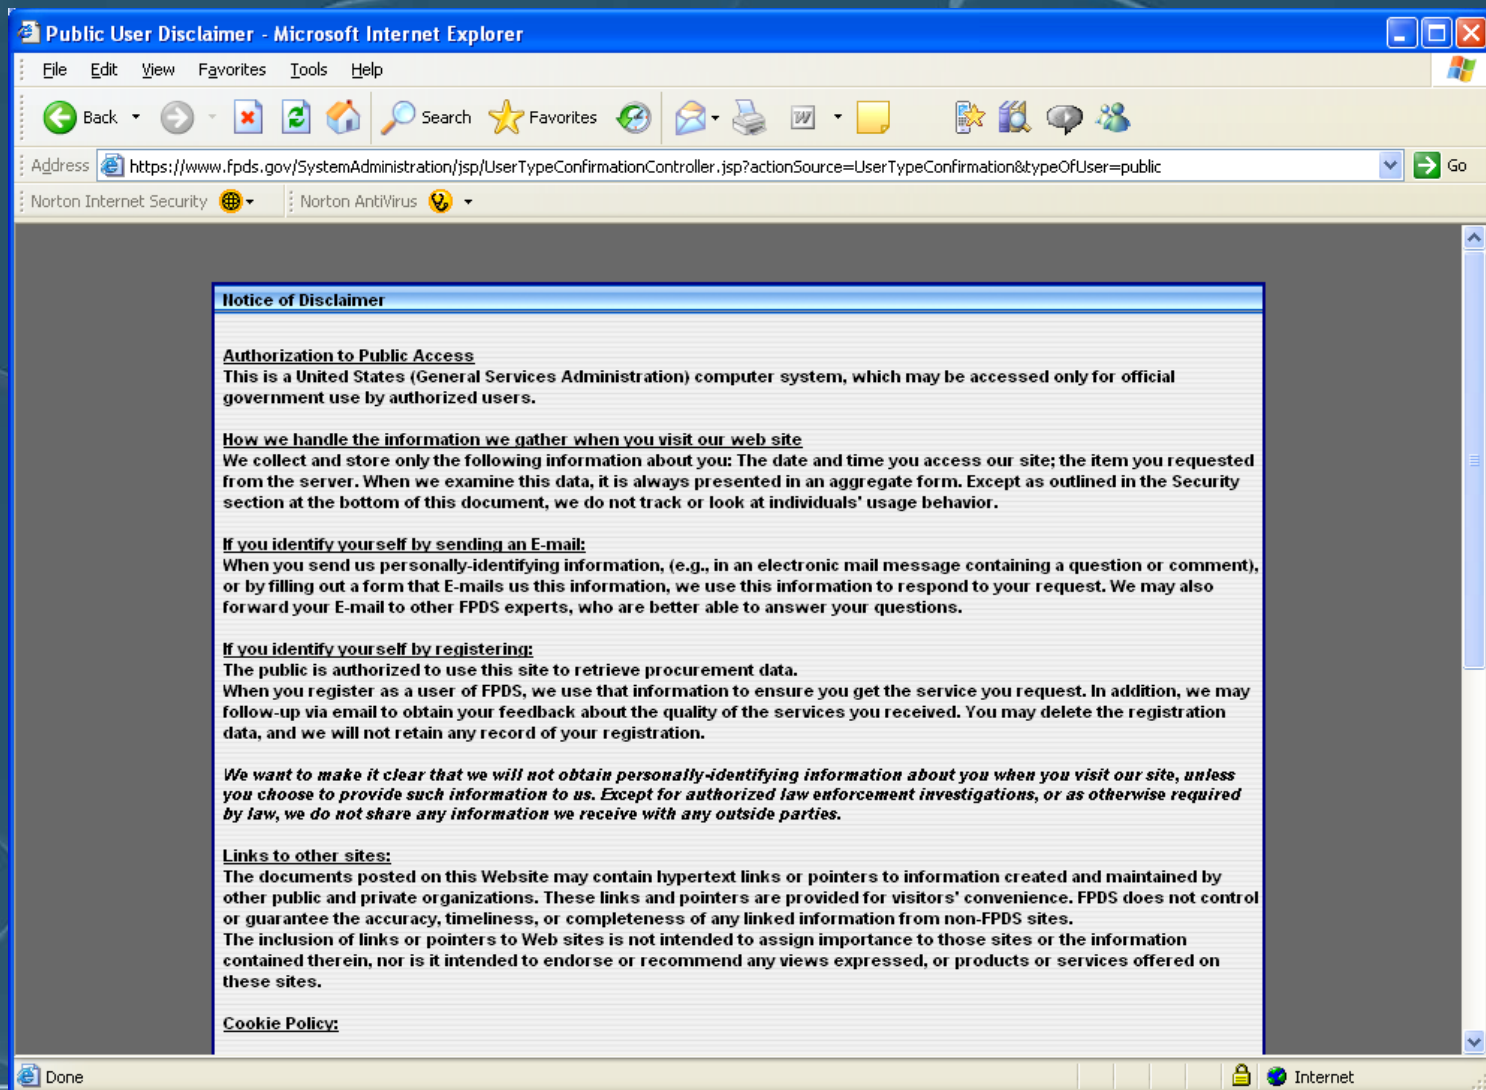 Public User Disclaimer - Microsoft Internet Explorer
File Edit View Favorites Tools Help
Back Search Favorites W
Address https://www.fpds.gov/SystemAdministration/jsp/UserTypeConfirmationController.jsp?actionSource=UserTypeConfirmation&typeOfUser=public Go
Norton Internet Security Norton AntiVirus
Notice of Disclaimer
Authorization to Public Access
This is a United States (General Services Administration) computer system, which may be accessed only for official
government use by authorized users.
How we handle the information we gather when you visit our web site
We collect and store only the following information about you: The date and time you access our site; the item you requested
from the server. When we examine this data, it is always presented in an aggregate form. Except as outlined in the Security
section at the bottom of this document, we do not track or look at individuals' usage behavior.
If you identify yourself by sending an E-mail:
When you send us personally-identifying information, (e.g., in an electronic mail message containing a question or comment),
or by filling out a form that E-mails us this information, we use this information to respond to your request. We may also
forward your E-mail to other FPDS experts, who are better able to answer your questions.
If you identify yourself by registering:
The public is authorized to use this site to retrieve procurement data.
When you register as a user of FPDS, we use that information to ensure you get the service you request. In addition, we may
follow-up via email to obtain your feedback about the quality of the services you received. You may delete the registration
data, and we will not retain any record of your registration.
We want to make it clear that we will not obtain personally-identifying information about you when you visit our site, unless
you choose to provide such information to us. Except for authorized law enforcement investigations, or as otherwise required
by law, we do not share any information we receive with any outside parties.
Links to other sites:
The documents posted on this Website may contain hypertext links or pointers to information created and maintained by
other public and private organizations. These links and pointers are provided for visitors' convenience. FPDS does not control
or guarantee the accuracy, timeliness, or completeness of any linked information from non-FPDS sites.
The inclusion of links or pointers to Web sites is not intended to assign importance to those sites or the information
contained therein, nor is it intended to endorse or recommend any views expressed, or products or services offered on
these sites.
Cookie Policy:
Done Internet